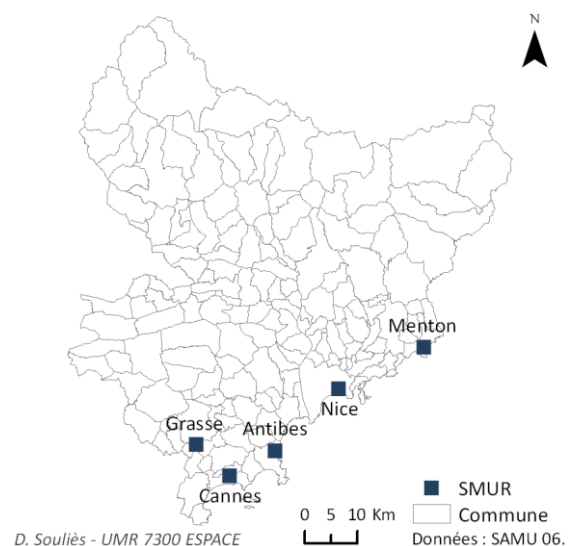 N
Menton
Nice
Grasse
Antibes
Cannes
SMUR
0 5 10 Km
Commune
D. Souliès - UMR 7300 ESPACE
Données : SAMU 06.